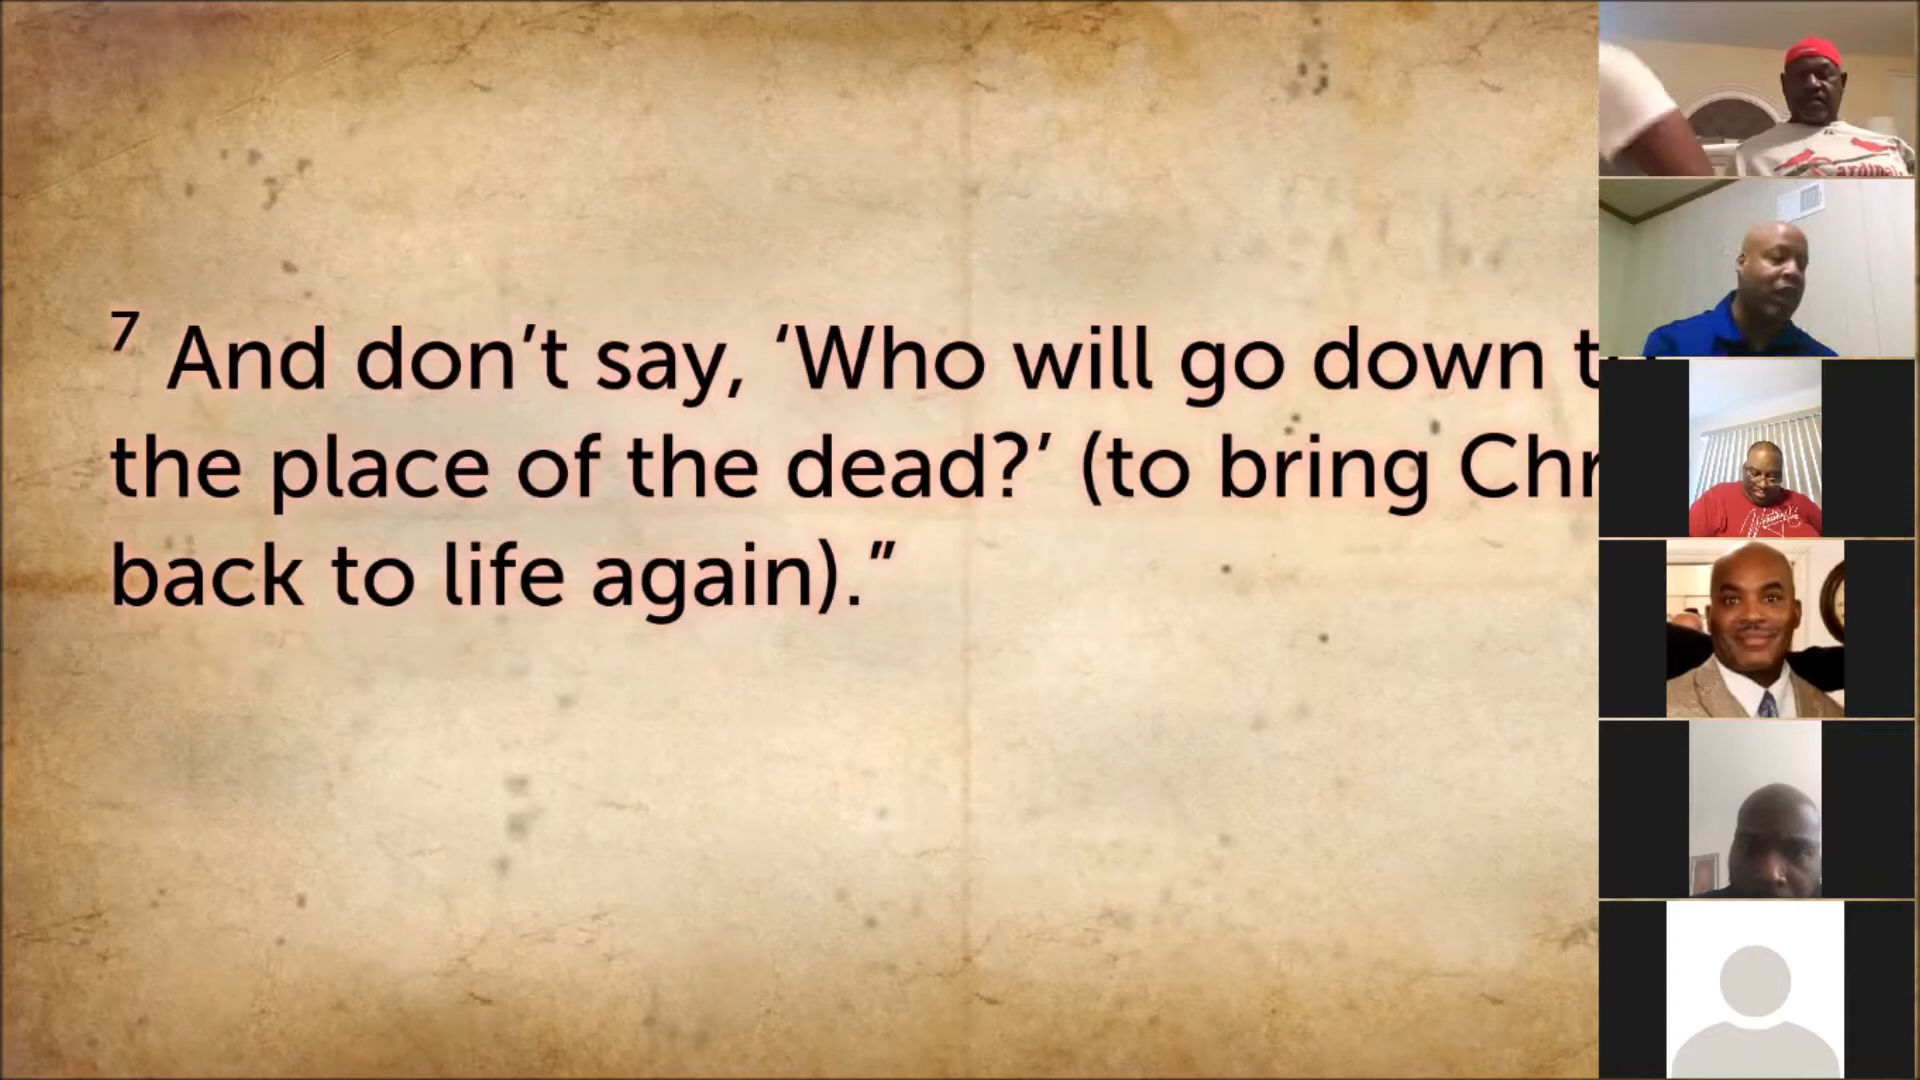 7 And don’t say, ‘Who will go down
the place of the dead?’ (to bring Chr
back to life again).”
Cardinals